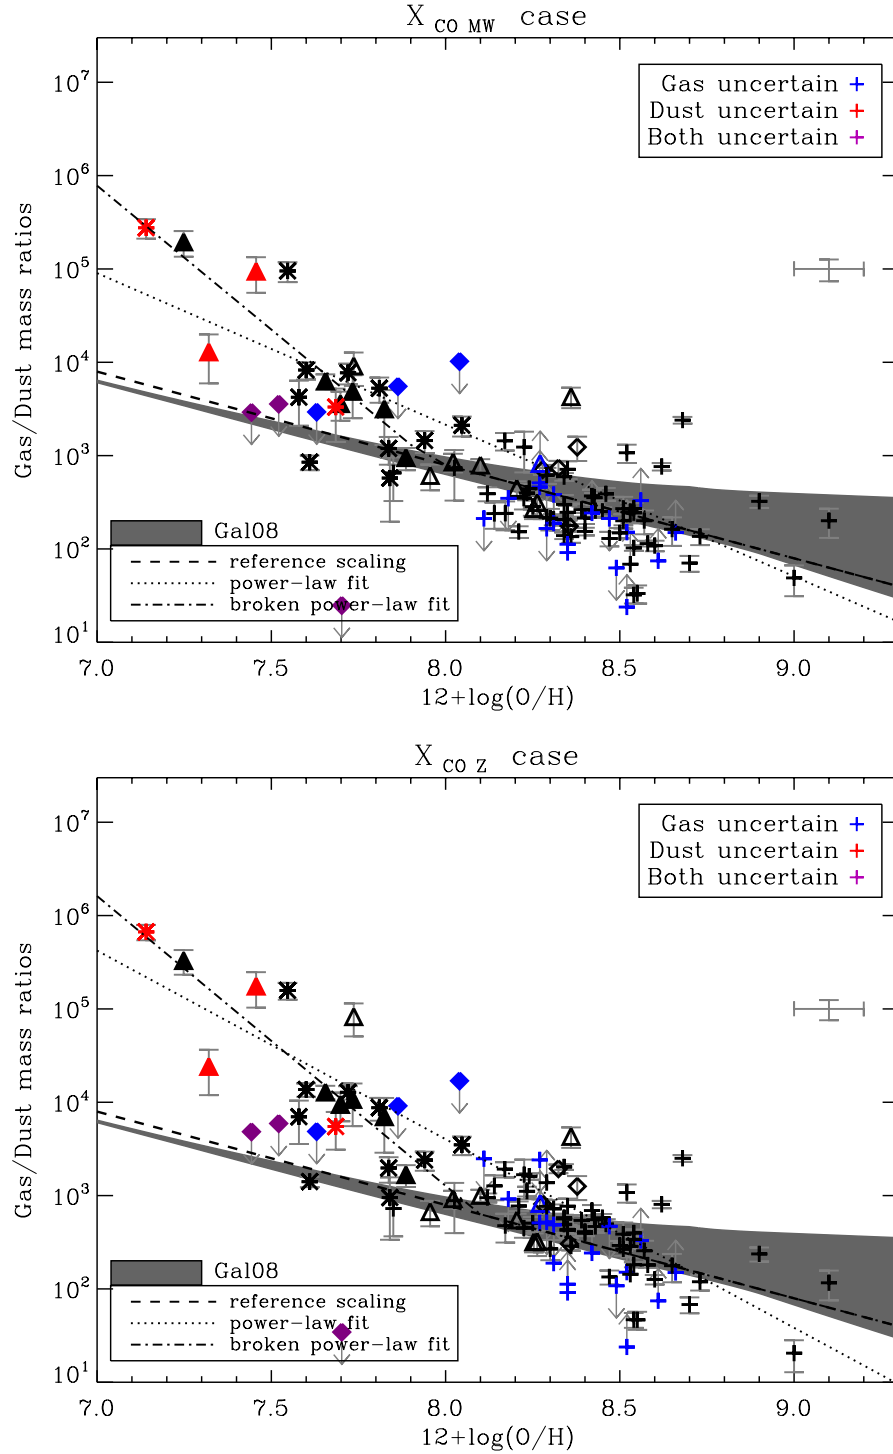 X CO MW case
Gas/Dust mass ratios
10^7
10^6
10^5
10^4
10^3
10^2
10^1
Gas uncertain +
Dust uncertain +
Both uncertain +
Gal08
reference scaling
power-law fit
broken power-law fit
7.0 7.5 8.0 8.5 9.0
12+log(O/H)
X CO Z case
Gas/Dust mass ratios
10^7
10^6
10^5
10^4
10^3
10^2
10^1
Gas uncertain +
Dust uncertain +
Both uncertain +
Gal08
reference scaling
power-law fit
broken power-law fit
7.0 7.5 8.0 8.5 9.0
12+log(O/H)